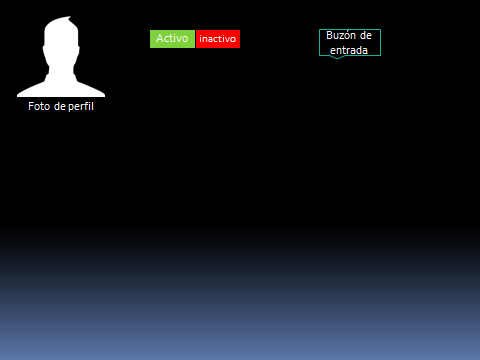 Activo
inactivo
Buzón de
entrada
Foto de perfil